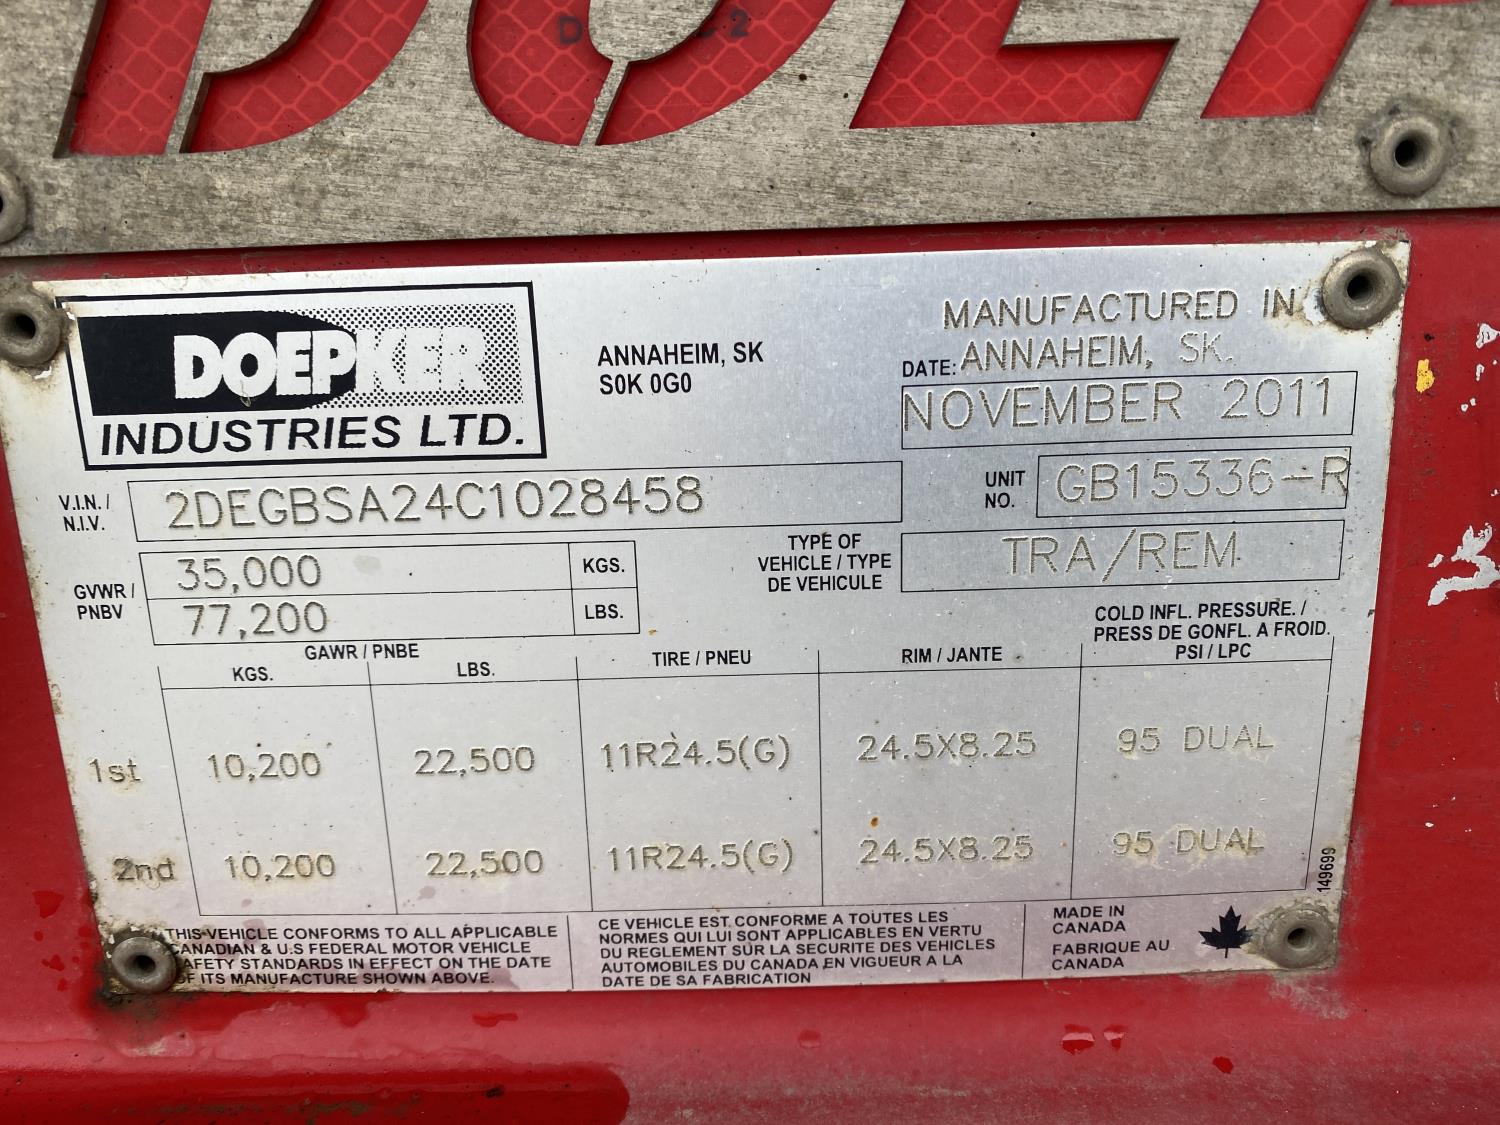 DOEPKER
INDUSTRIES LTD.
ANNAHEIM, SK
S0K 0G0
MANUFACTURED IN
DATE: ANNAHEIM, SK.
NOVEMBER 2011
V.I.N. /
N.I.V.
2DEGBSA24C1028458
UNIT
NO.
GB15336-R
GVWR /
PNBV
35,000 KGS.
77,200 LBS.
TYPE OF
VEHICLE / TYPE
DE VEHICULE
TRA/REM
GAWR / PNBE
KGS. LBS.
TIRE / PNEU
RIM / JANTE
COLD INFL. PRESSURE. /
PRESS DE GONFL. A FROID.
PSI / LPC
1st 10,200 22,500 11R24.5(G) 24.5X8.25 95 DUAL
2nd 10,200 22,500 11R24.5(G) 24.5X8.25 95 DUAL
149699
THIS VEHICLE CONFORMS TO ALL APPLICABLE
CANADIAN & U.S FEDERAL MOTOR VEHICLE
SAFETY STANDARDS IN EFFECT ON THE DATE
OF ITS MANUFACTURE SHOWN ABOVE.
CE VEHICLE EST CONFORME A TOUTES LES
NORMES QUI LUI SONT APPLICABLES EN VERTU
DU REGLEMENT SUR LA SECURITE DES VEHICLES
AUTOMOBILES DU CANADA EN VIGUEUR A LA
DATE DE SA FABRICATION
MADE IN
CANADA
FABRIQUE AU
CANADA